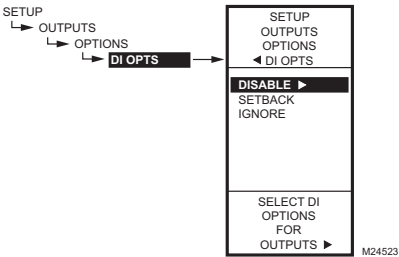 SETUP
OUTPUTS
OPTIONS
DI OPTS
SETUP
OUTPUTS
OPTIONS
◄ DI OPTS
DISABLE ►
SETBACK
IGNORE
SELECT DI
OPTIONS
FOR
OUTPUTS ►
M24523